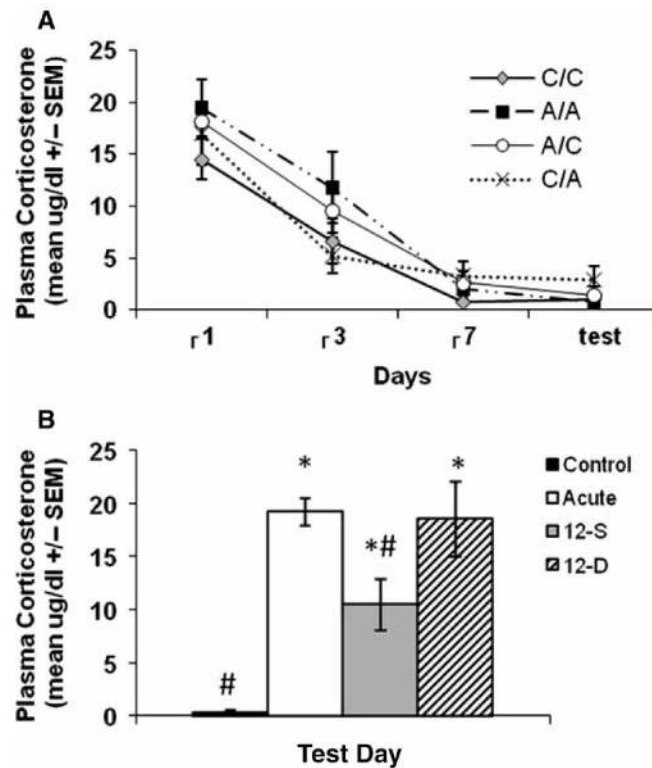 A
Plasma Corticosterone
(mean ug/dl +/− SEM)
25
20
15
10
5
0
C/C
A/A
A/C
C/A
r1
r3
r7
test
Days
B
Plasma Corticosterone
(mean ug/dl +/− SEM)
25
20
15
10
5
0
#
*
*#
*
Control
Acute
12-S
12-D
Test Day